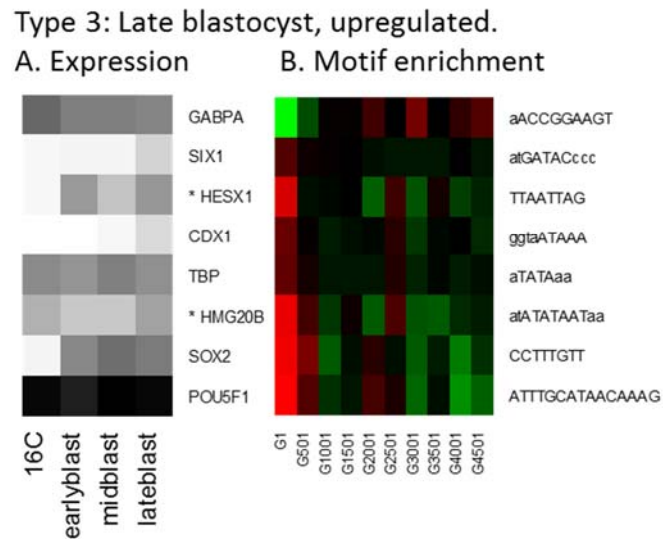 Type 3: Late blastocyst, upregulated.
A. Expression
B. Motif enrichment
GABPA
aACCGGAAGT
SIX1
atGATACccc
* HESX1
TTAATTAG
CDX1
ggtaATAAA
TBP
aTATAaa
* HMG20B
atATATAATaa
SOX2
CCTTTGTT
POU5F1
ATTTGCATAACAAAG
16C
earlyblast
midblast
lateblast
G1
G501
G1001
G1501
G2001
G2501
G3001
G3501
G4001
G4501